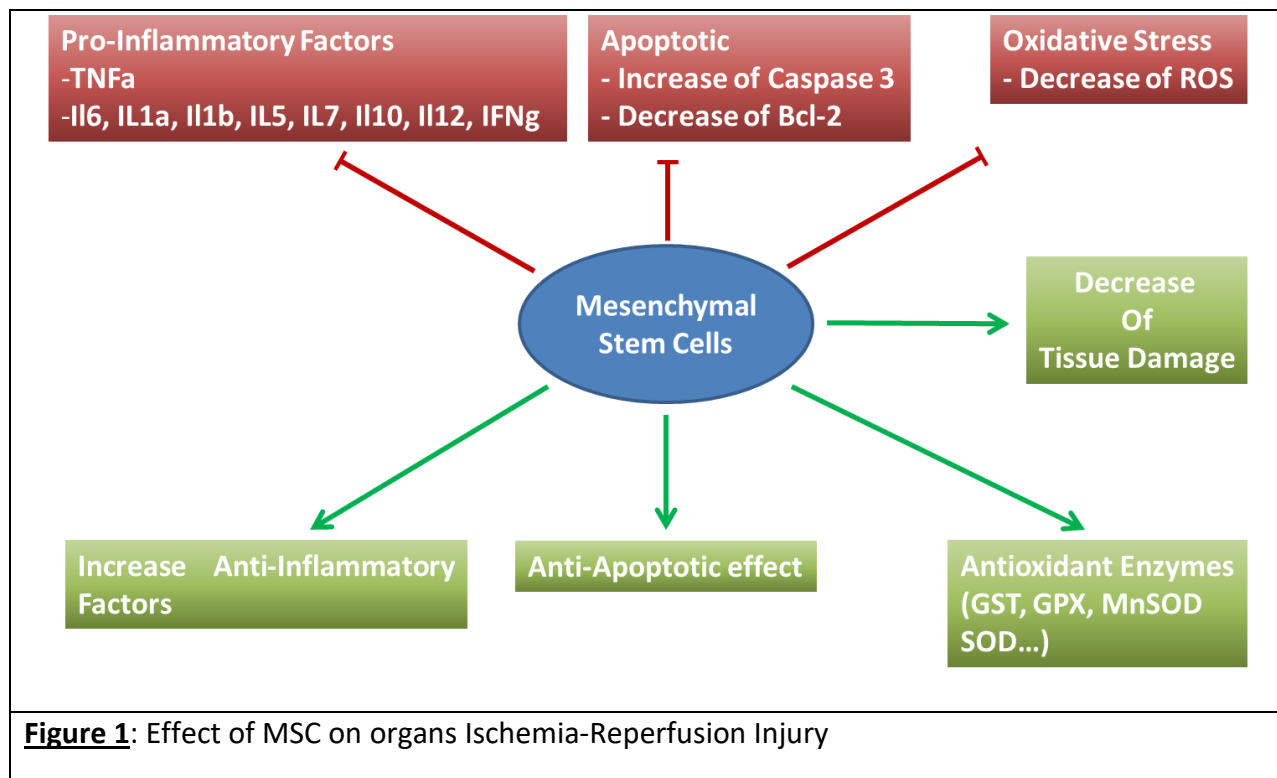 Pro-Inflammatory Factors
-TNFa
-Il6, IL1a, Il1b, IL5, IL7, Il10, Il12, IFNg
Apoptotic
- Increase of Caspase 3
- Decrease of Bcl-2
Oxidative Stress
- Decrease of ROS
Mesenchymal
Stem Cells
Decrease
Of
Tissue Damage
Increase Anti-Inflammatory
Factors
Anti-Apoptotic effect
Antioxidant Enzymes
(GST, GPX, MnSOD
SOD...)
Figure 1: Effect of MSC on organs Ischemia-Reperfusion Injury